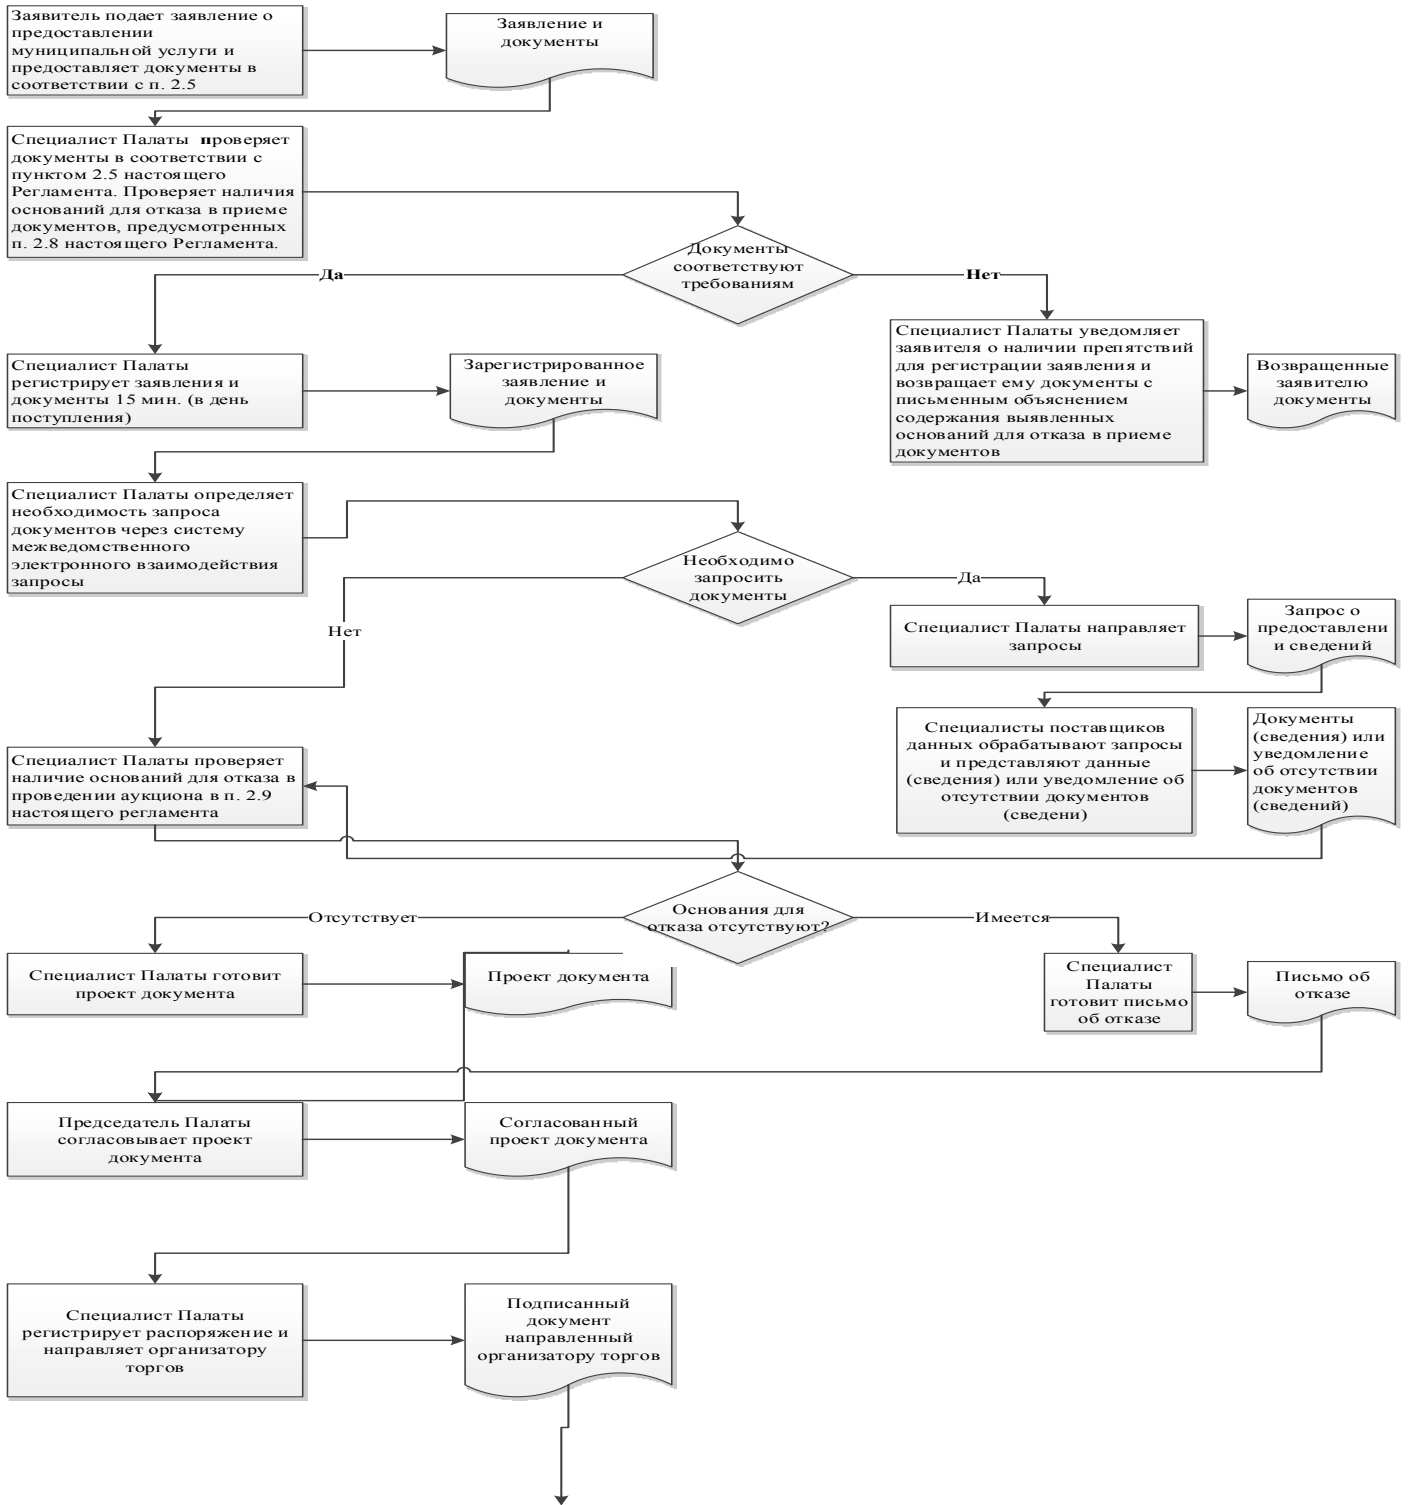 Заявитель подает заявление о
предоставлении
муниципальной услуги и
предоставляет документы в
соответствии с п. 2.5
Заявление и
документы
Специалист Палаты проверяет
документы в соответствии с
пунктом 2.5 настоящего
Регламента. Проверяет наличия
оснований для отказа в приеме
документов, предусмотренных
п. 2.8 настоящего Регламента.
Документы
соответствуют
требованиям
Да
Нет
Специалист Палаты
регистрирует заявления и
документы 15 мин. (в день
поступления)
Зарегистрированное
заявление и
документы
Специалист Палаты уведомляет
заявителя о наличии препятствий
для регистрации заявления и
возвращает ему документы с
письменным объяснением
содержания выявленных
оснований для отказа в приеме
документов
Возвращенные
заявителю
документы
Специалист Палаты определяет
необходимость запроса
документов через систему
межведомственного
электронного взаимодействия
запросы
Необходимо
запросить
документы
Да
Нет
Специалист Палаты направляет
запросы
Запрос о
предоставлени
и сведений
Специалисты поставщиков
данных обрабатывают запросы
и представляют данные
(сведения) или уведомление об
отсутствии документов
(сведени)
Документы
(сведения) или
уведомление
об отсутствии
документов
(сведений)
Специалист Палаты проверяет
наличие оснований для отказа в
проведении аукциона в п. 2.9
настоящего регламента
Основания для
отказа отсутствуют?
Отсутствует
Имеется
Специалист Палаты готовит
проект документа
Проект документа
Специалист
Палаты
готовит письмо
об отказе
Письмо об
отказе
Председатель Палаты
согласовывает проект
документа
Согласованный
проект документа
Специалист Палаты
регистрирует распоряжение и
направляет организатору
торгов
Подписанный
документ
направленный
организатору торгов